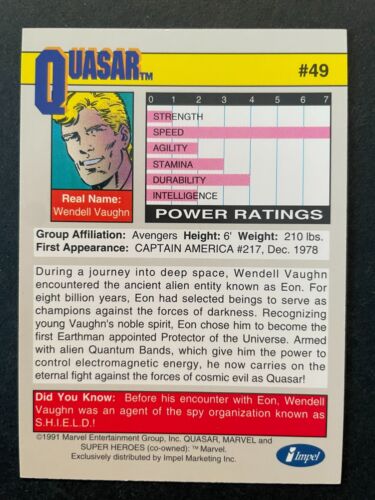 QUASAR™
#49
0 1 2 3 4 5 6 7
STRENGTH
SPEED
AGILITY
STAMINA
DURABILITY
INTELLIGENCE
POWER RATINGS
Real Name:
Wendell Vaughn
Group Affiliation: Avengers Height: 6' Weight: 210 lbs.
First Appearance: CAPTAIN AMERICA #217, Dec. 1978
During a journey into deep space, Wendell Vaughn
encountered the ancient alien entity known as Eon. For
eight billion years, Eon had selected beings to serve as
champions against the forces of darkness. Recognizing
young Vaughn's noble spirit, Eon chose him to become the
first Earthman appointed Protector of the Universe. Armed
with alien Quantum Bands, which give him the power to
control electromagnetic energy, he now carries on the
eternal fight against the forces of cosmic evil as Quasar!
Did You Know: Before his encounter with Eon, Wendell
Vaughn was an agent of the spy organization known as
S.H.I.E.L.D.!
©1991 Marvel Entertainment Group, Inc. QUASAR, MARVEL and
SUPER HEROES (co-owned): ™ Marvel.
Exclusively distributed by Impel Marketing Inc.
i Impel